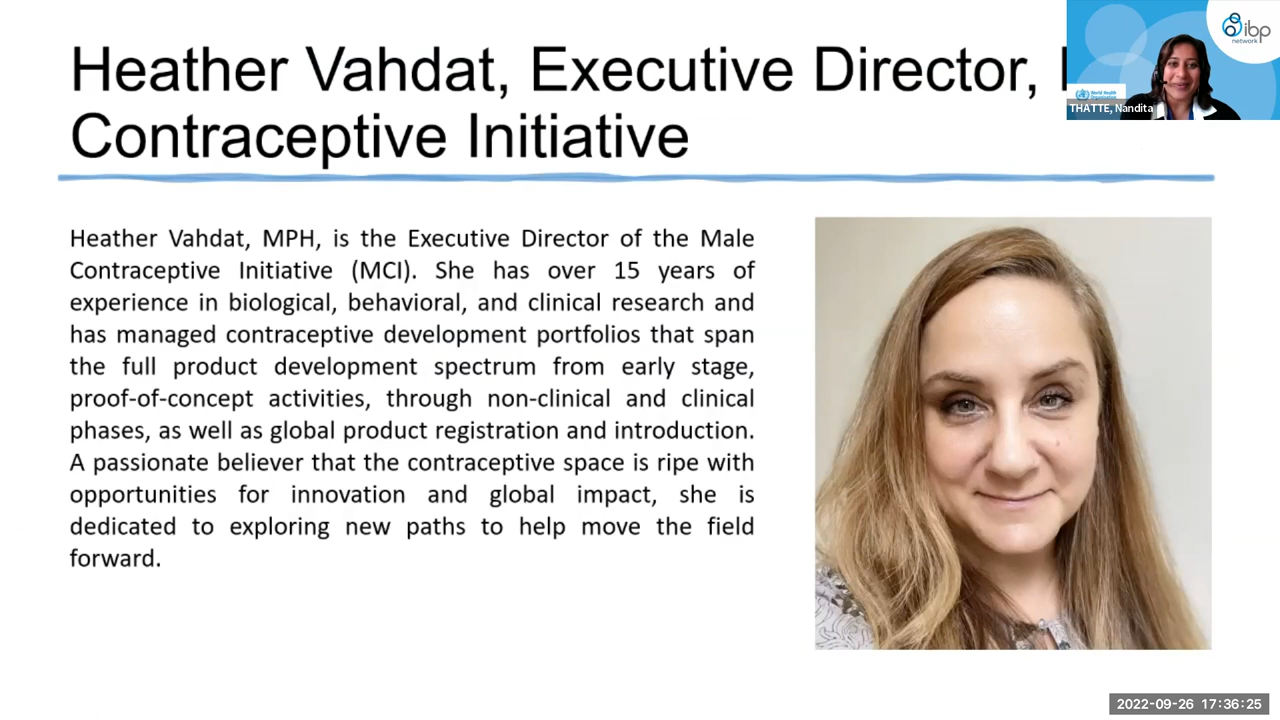 Heather Vahdat, Executive Director,
Contraceptive Initiative
ibp
network
World Health
Organization
THATTE, Nandita
Heather Vahdat, MPH, is the Executive Director of the Male
Contraceptive Initiative (MCI). She has over 15 years of
experience in biological, behavioral, and clinical research and
has managed contraceptive development portfolios that span
the full product development spectrum from early stage,
proof-of-concept activities, through non-clinical and clinical
phases, as well as global product registration and introduction.
A passionate believer that the contraceptive space is ripe with
opportunities for innovation and global impact, she is
dedicated to exploring new paths to help move the field
forward.
2022-09-26 17:36:25